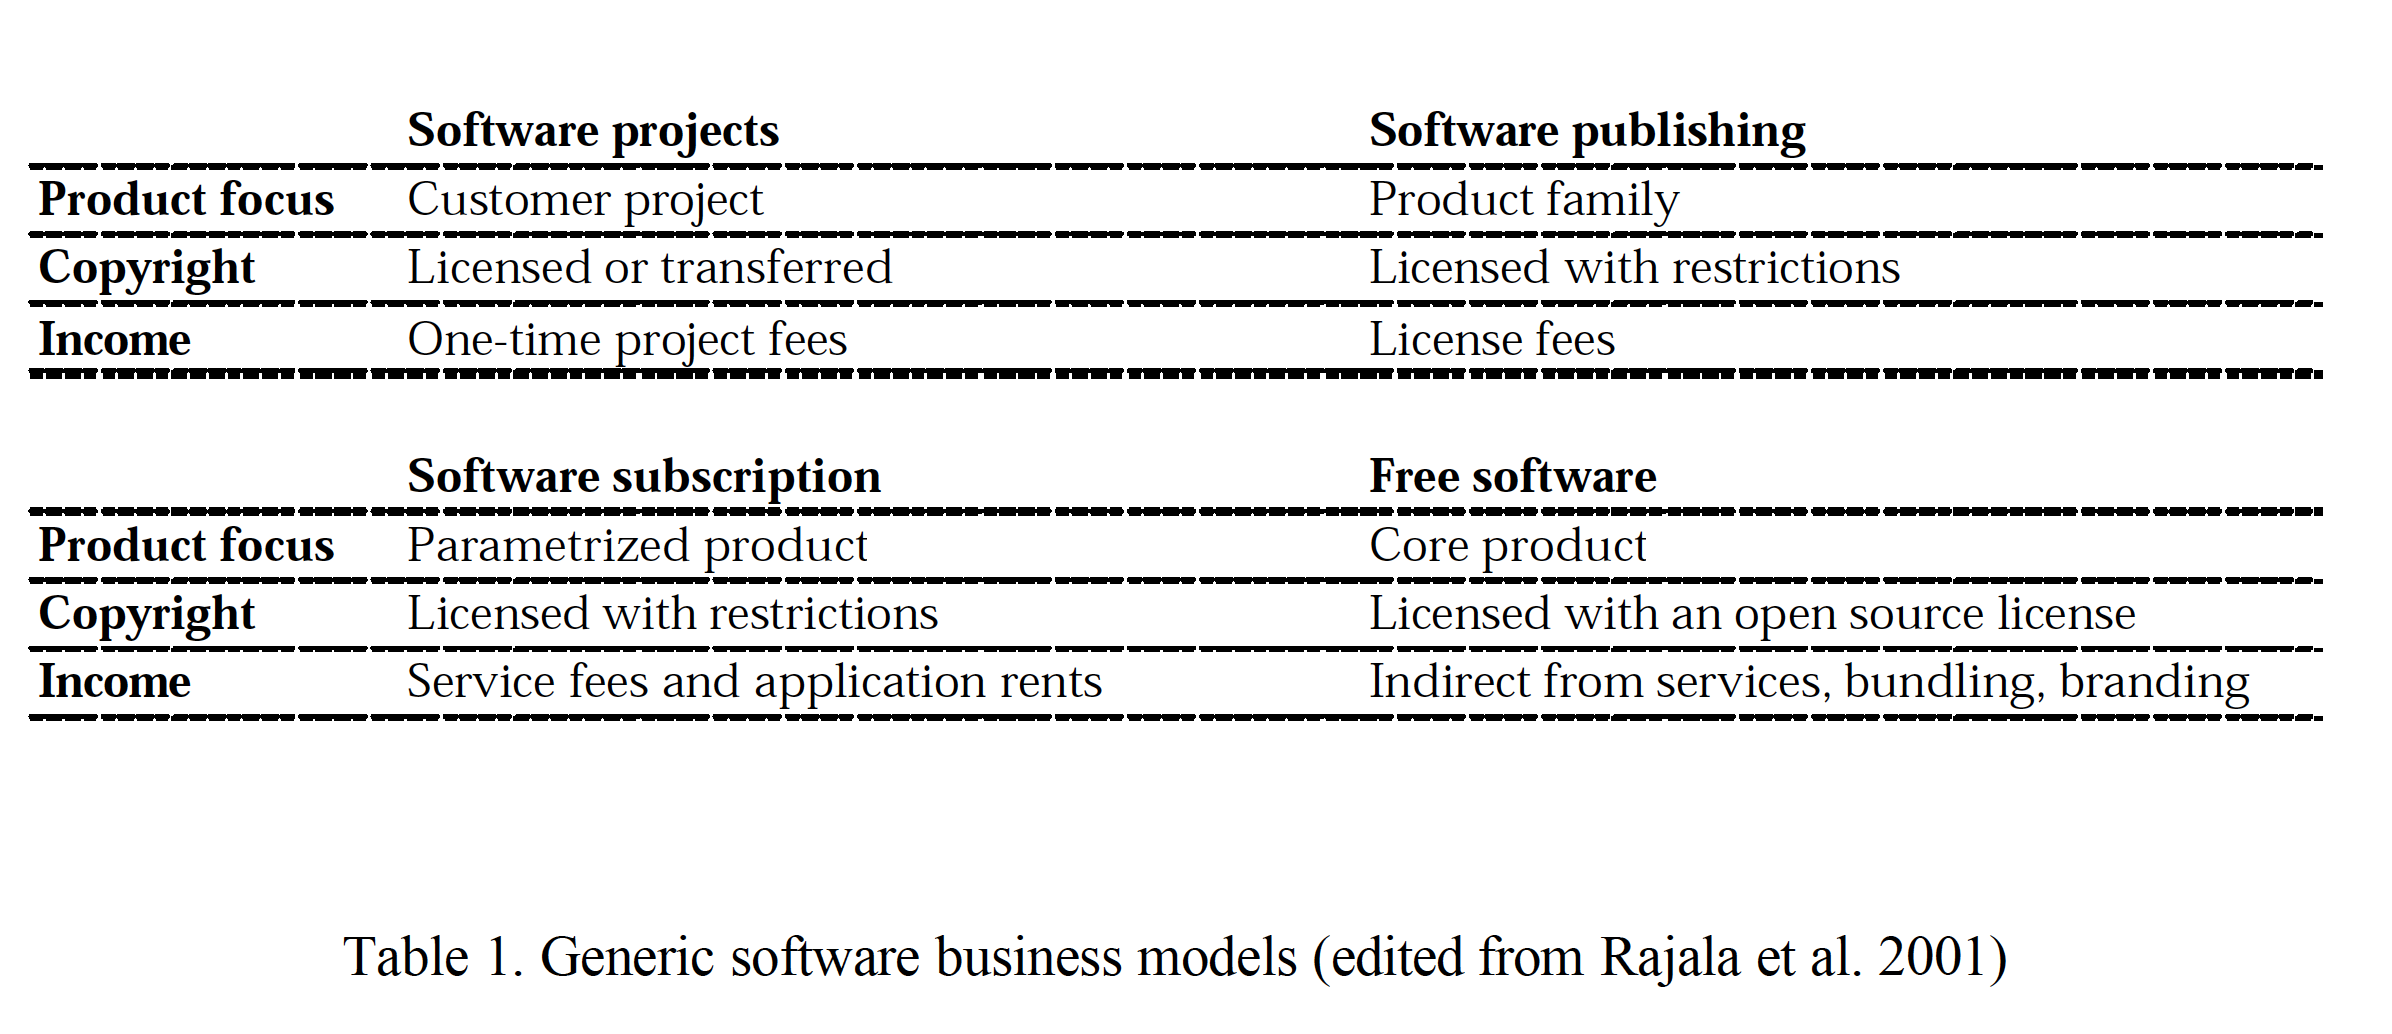 Software projects Software publishing
Product focus Customer project Product family
Copyright Licensed or transferred Licensed with restrictions
Income One-time project fees License fees
Software subscription Free software
Product focus Parametrized product Core product
Copyright Licensed with restrictions Licensed with an open source license
Income Service fees and application rents Indirect from services, bundling, branding
Table 1. Generic software business models (edited from Rajala et al. 2001)